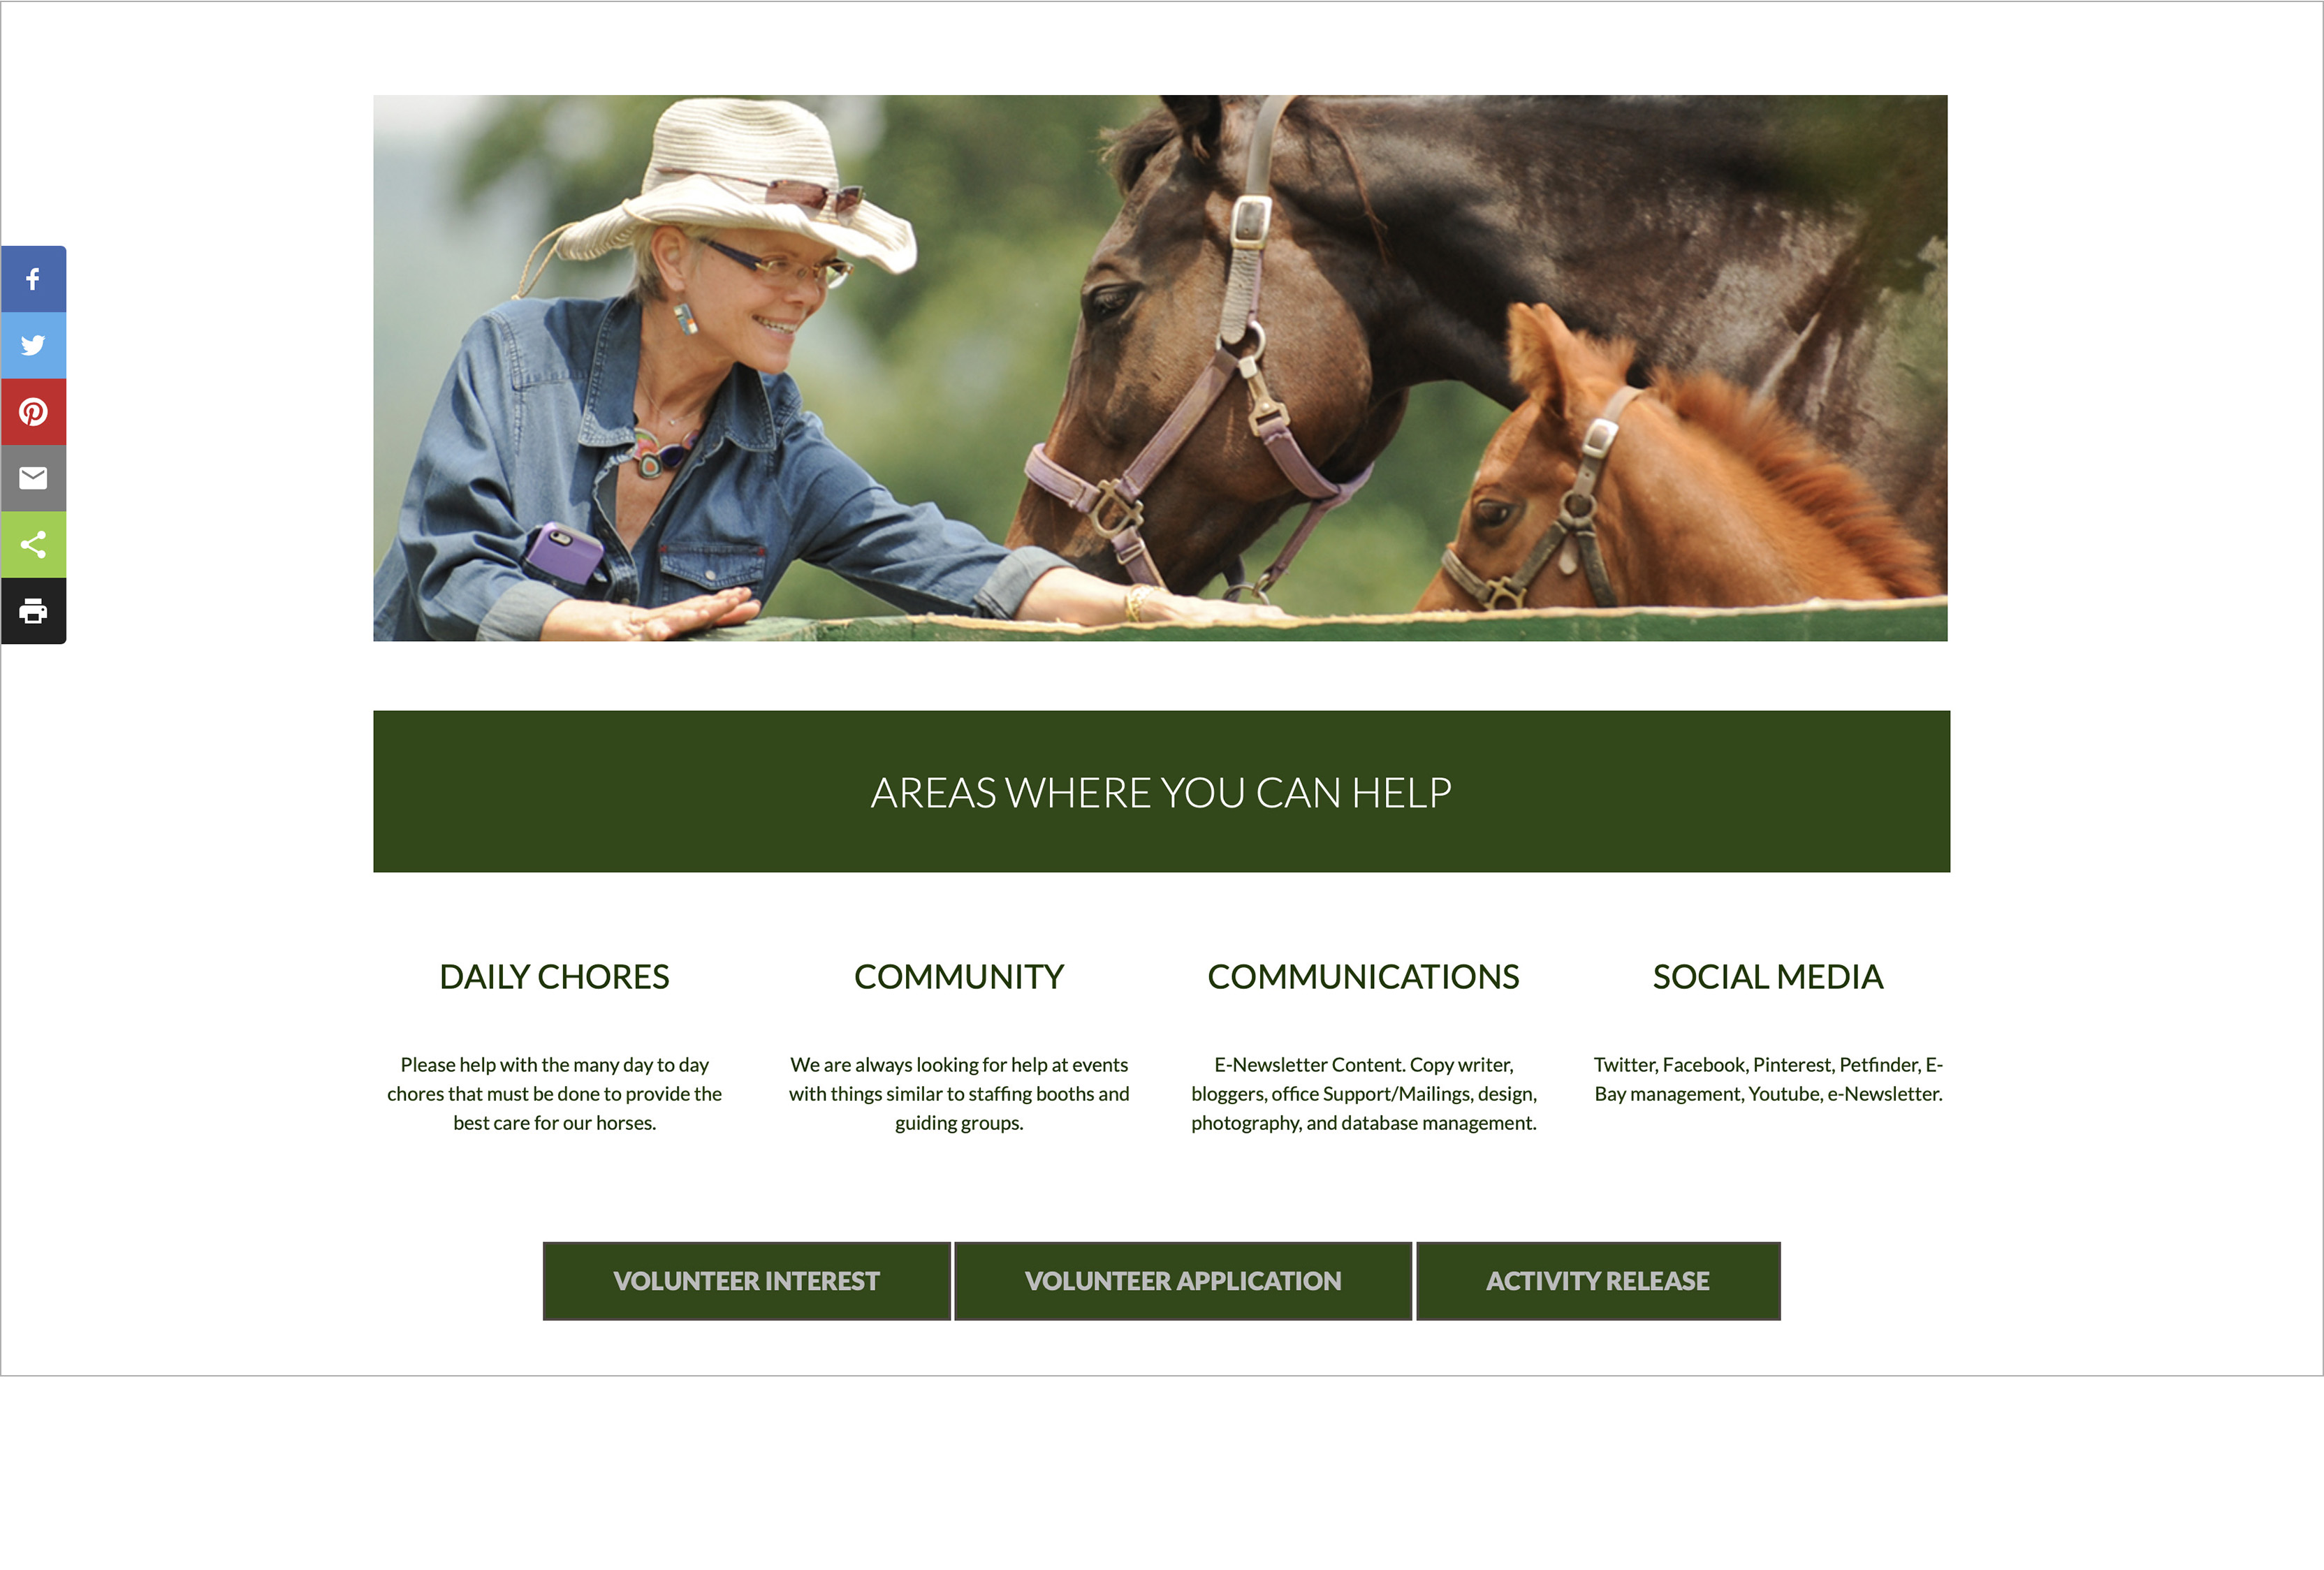 AREAS WHERE YOU CAN HELP
DAILY CHORES
Please help with the many day to day
chores that must be done to provide the
best care for our horses.
COMMUNITY
We are always looking for help at events
with things similar to staffing booths and
guiding groups.
COMMUNICATIONS
E-Newsletter Content. Copy writer,
bloggers, office Support/Mailings, design,
photography, and database management.
SOCIAL MEDIA
Twitter, Facebook, Pinterest, Petfinder, E-
Bay management, Youtube, e-Newsletter.
VOLUNTEER INTEREST
VOLUNTEER APPLICATION
ACTIVITY RELEASE